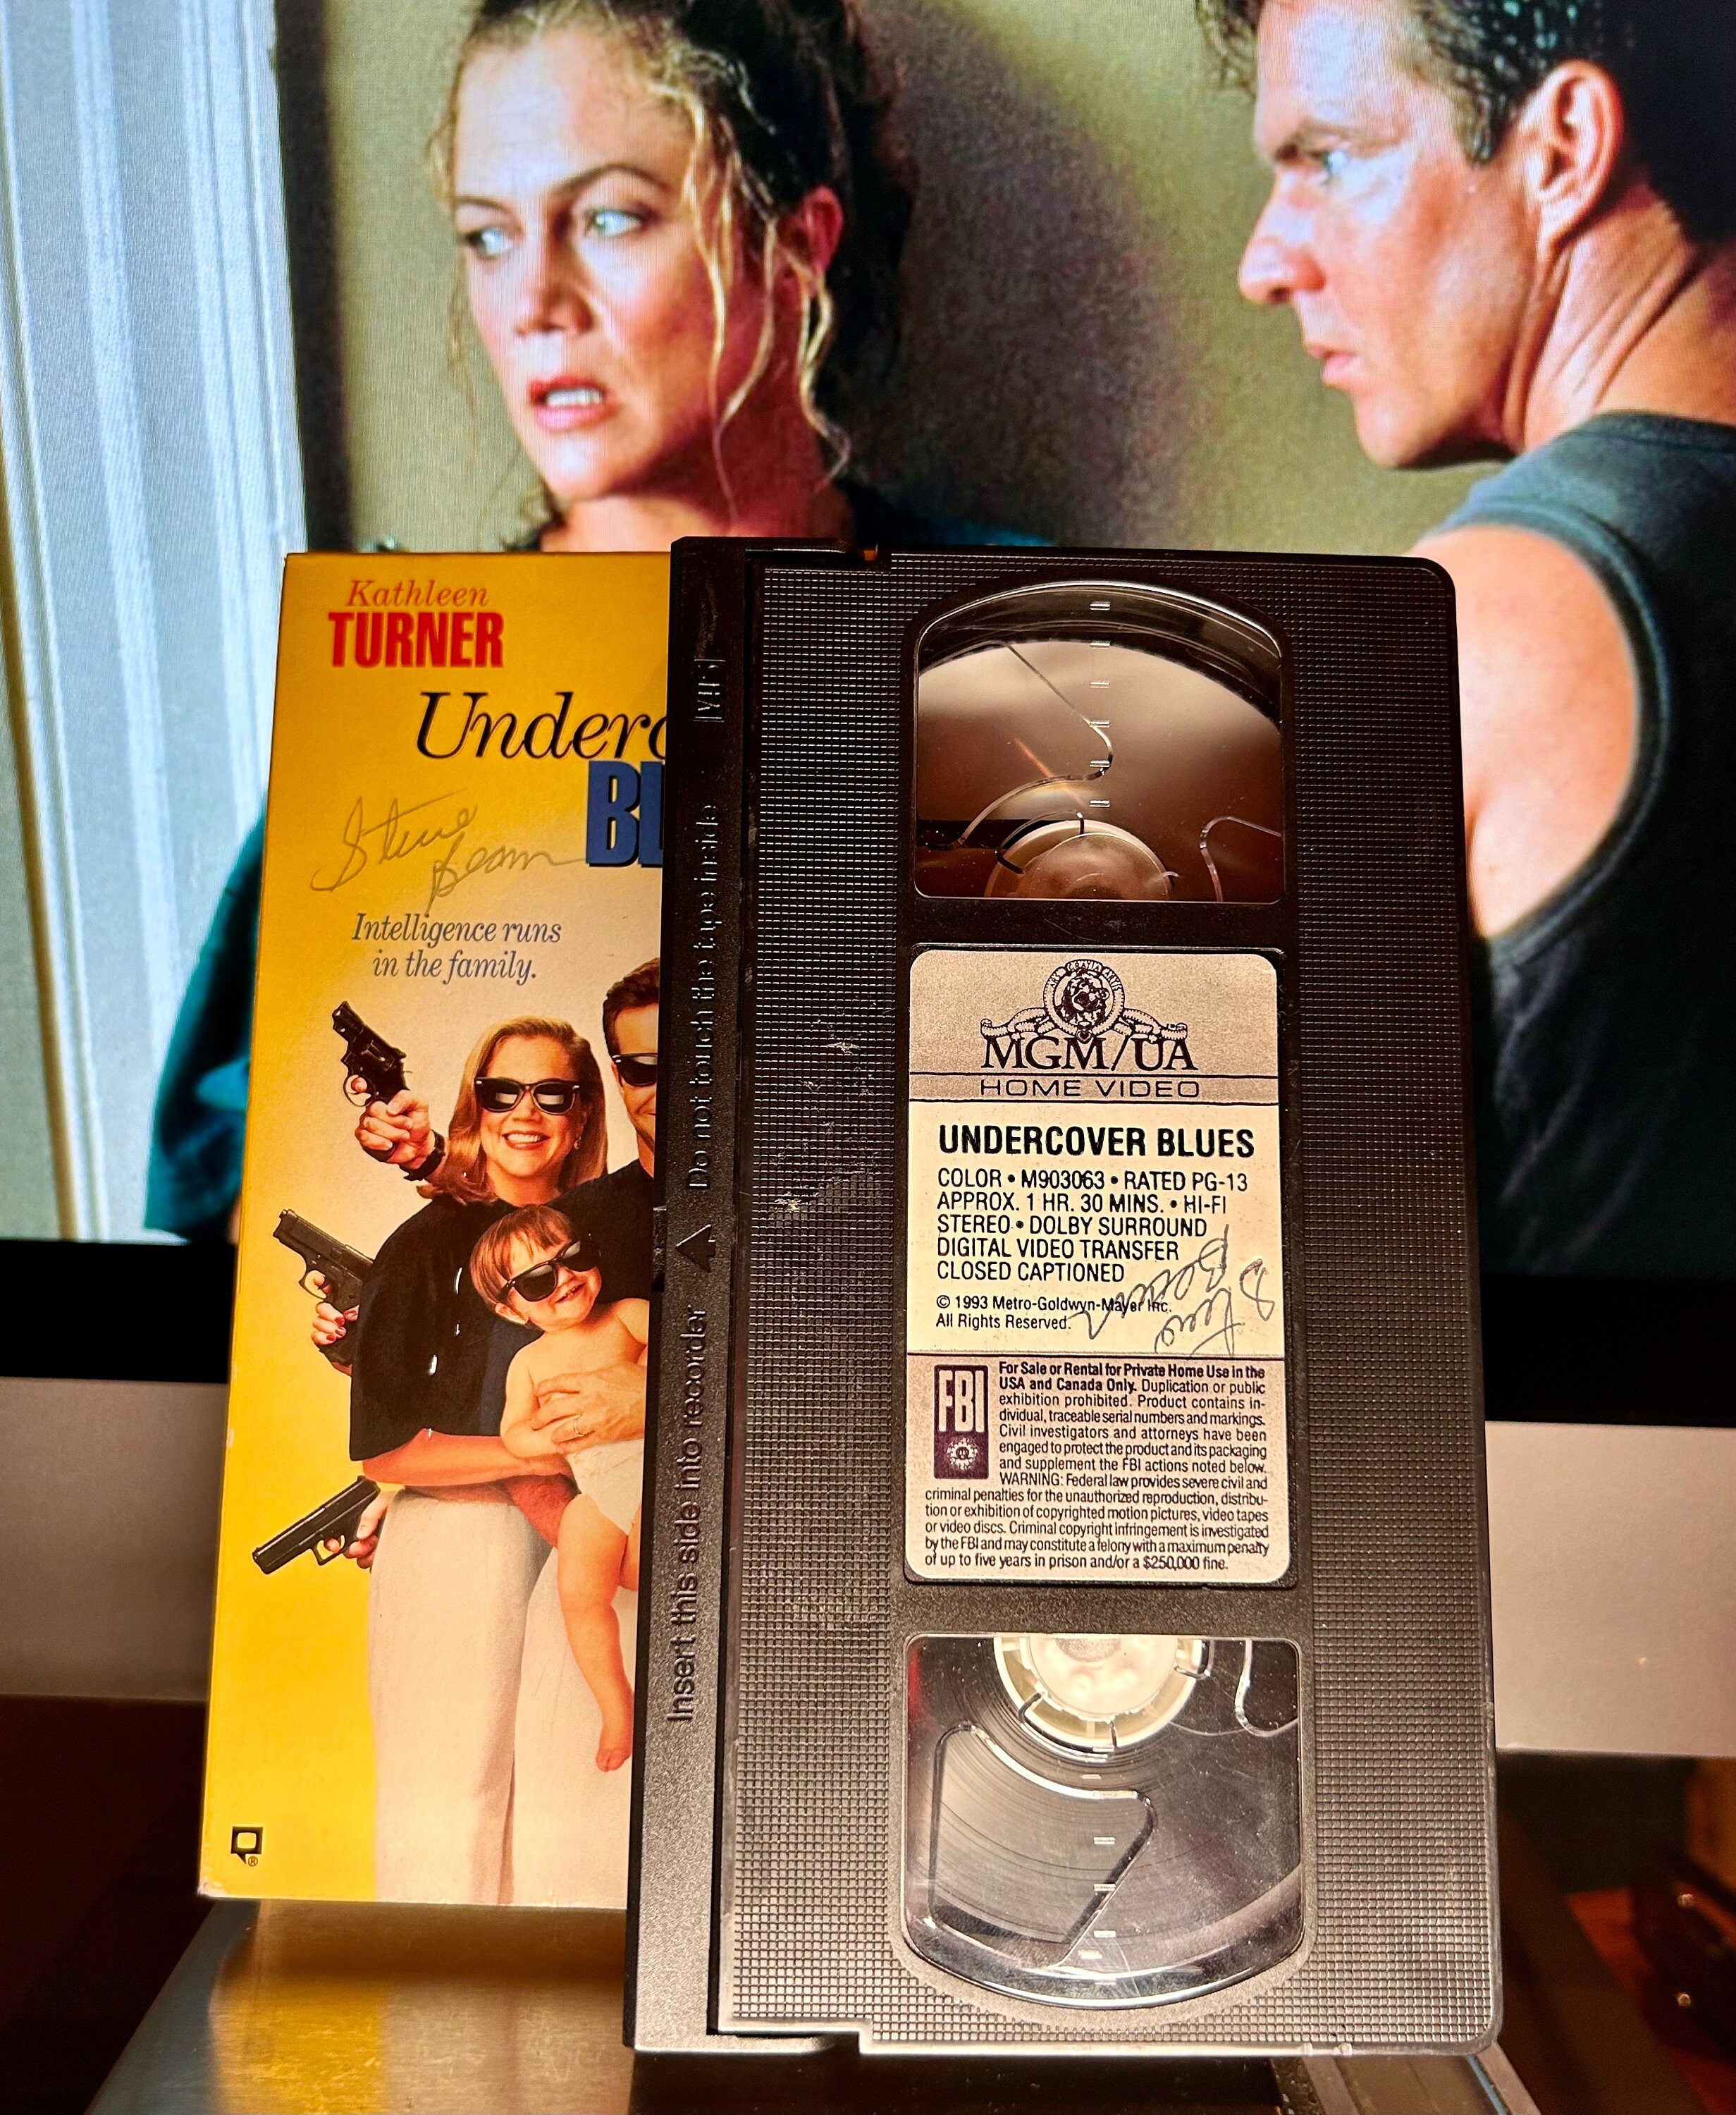 Kathleen
TURNER
Underc
BL
Steve
Intelligence runs
in the family.
VHS
Do not touch the tape inside
Insert this side into recorder
MGM/UA
HOME VIDEO
UNDERCOVER BLUES
COLOR • M903063 • RATED PG-13
APPROX. 1 HR. 30 MINS. • HI-FI
STEREO • DOLBY SURROUND
DIGITAL VIDEO TRANSFER
CLOSED CAPTIONED
© 1993 Metro-Goldwyn-Mayer Inc.
All Rights Reserved.
Steve
FBI
For Sale or Rental for Private Home Use in the
USA and Canada Only. Duplication or public
exhibition prohibited. Product contains in-
dividual, traceable serial numbers and markings.
Civil investigators and attorneys have been
engaged to protect the product and its packaging
and supplement the FBI actions noted below.
WARNING: Federal law provides severe civil and
criminal penalties for the unauthorized reproduction, distribu-
tion or exhibition of copyrighted motion pictures, video tapes
or video discs. Criminal copyright infringement is investigated
by the FBI and may constitute a felony with a maximum penalty
of up to five years in prison and/or a $250,000 fine.